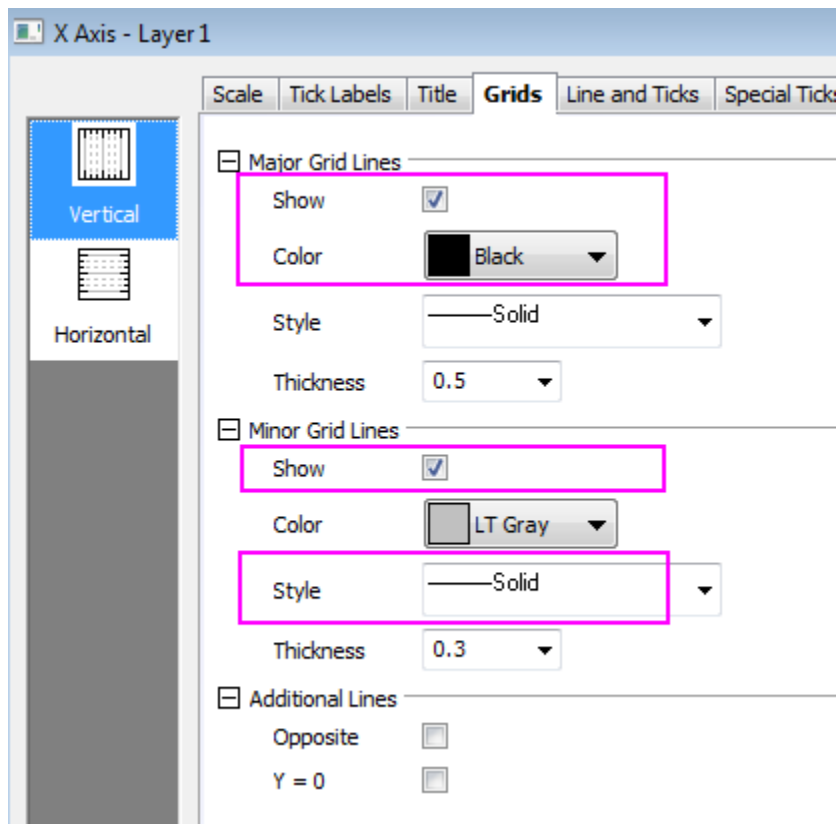 X Axis - Layer 1
Scale Tick Labels Title Grids Line and Ticks Special Ticks
Vertical
Horizontal
Major Grid Lines
Show
Color Black
Style Solid
Thickness 0.5
Minor Grid Lines
Show
Color LT Gray
Style Solid
Thickness 0.3
Additional Lines
Opposite
Y = 0